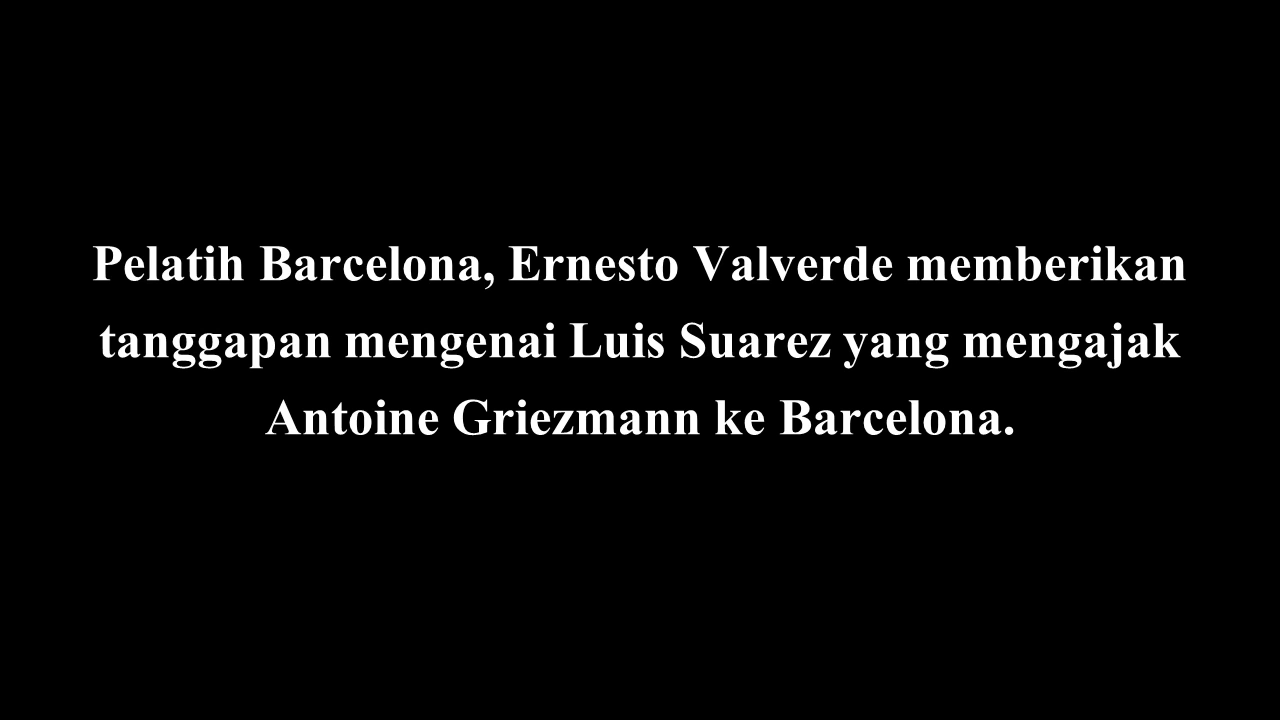 Pelatih Barcelona, Ernesto Valverde memberikan
tanggapan mengenai Luis Suarez yang mengajak
Antoine Griezmann ke Barcelona.